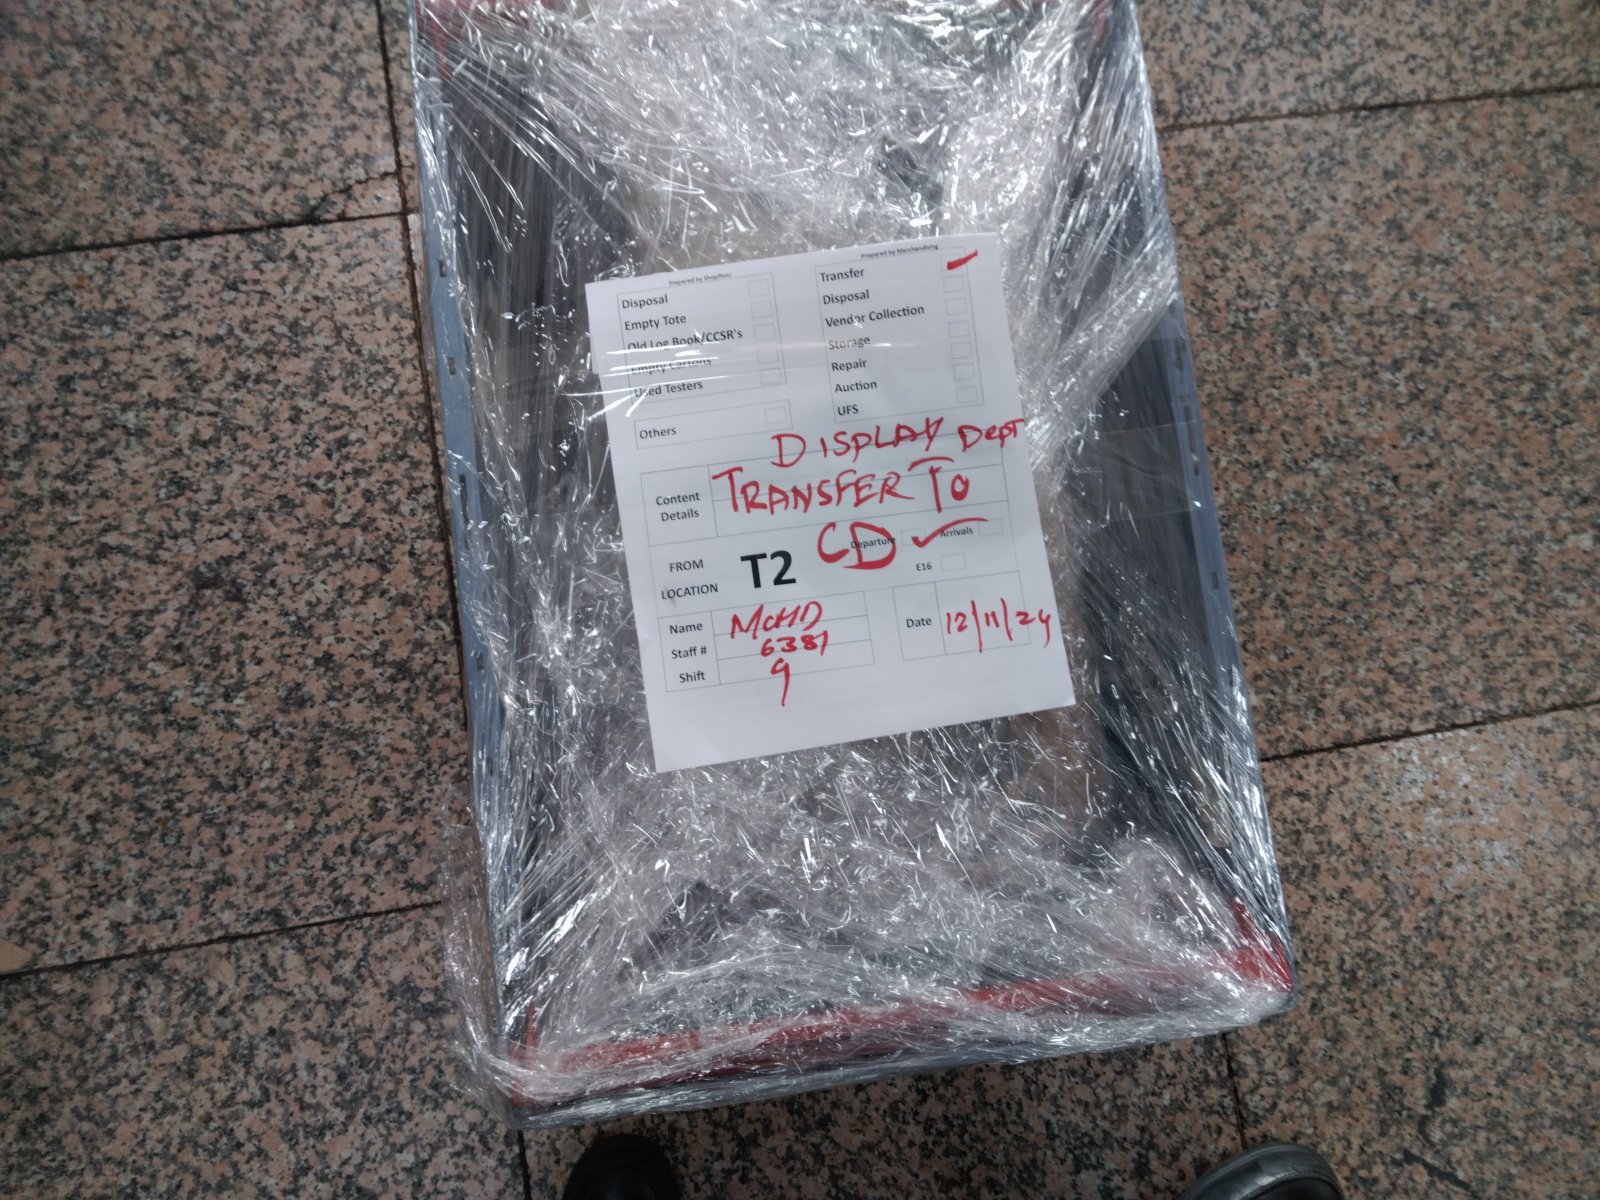 Prepared by Shopfloor
Disposal
Empty Tote
Old Log Book/CCSR's
Empty Cartons
Used Testers
Others
Prepared by Merchandising
Transfer
Disposal
Vendor Collection
Storage
Repair
Auction
UFS
Content Details
DISPLAY Dept
TRANSFER TO
CD
FROM LOCATION
T2
Departure
Arrivals
E16
Name MOHD
Staff # 6381
Shift 9
Date 12/11/24